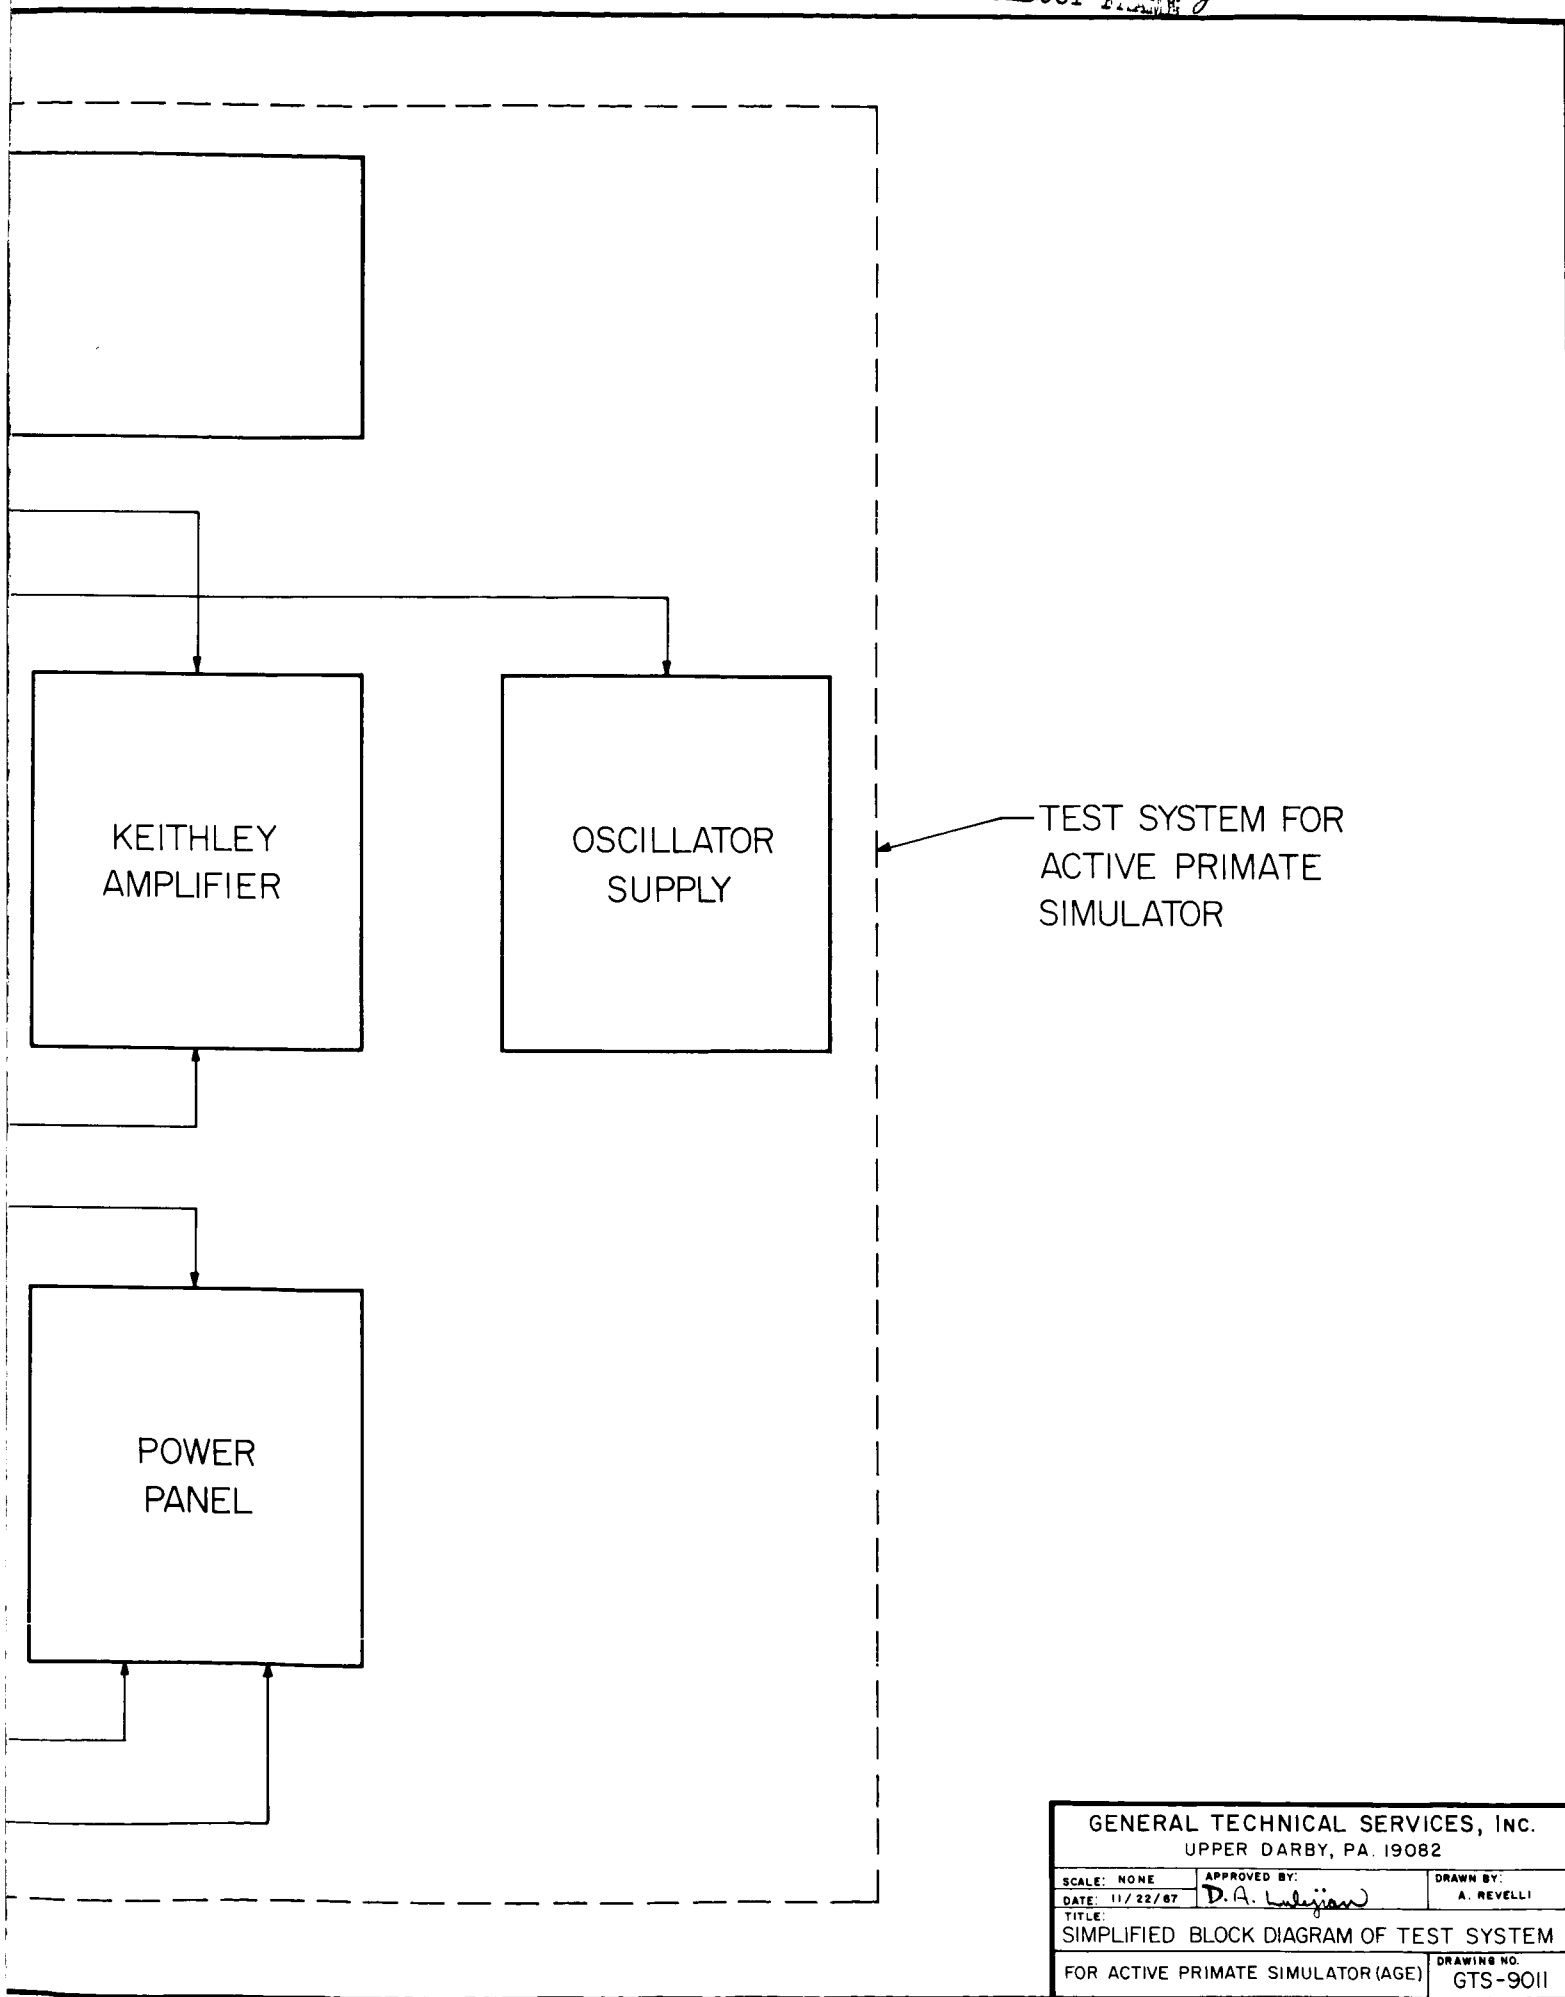 FRAME
KEITHLEY
AMPLIFIER
OSCILLATOR
SUPPLY
TEST SYSTEM FOR
ACTIVE PRIMATE
SIMULATOR
POWER
PANEL
GENERAL TECHNICAL SERVICES, INC.
UPPER DARBY, PA. 19082
SCALE: NONE
DATE: 11/22/67
APPROVED BY:
D. A. Lulejian
DRAWN BY:
A. REVELLI
TITLE:
SIMPLIFIED BLOCK DIAGRAM OF TEST SYSTEM
FOR ACTIVE PRIMATE SIMULATOR (AGE)
DRAWING NO.
GTS-9011